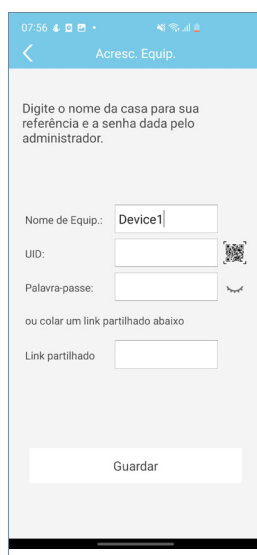 07:56
Acresc. Equip.
Digite o nome da casa para sua
referência e a senha dada pelo
administrador.
Nome de Equip.: Device1
UID:
Palavra-passe:
ou colar um link partilhado abaixo
Link partilhado
Guardar